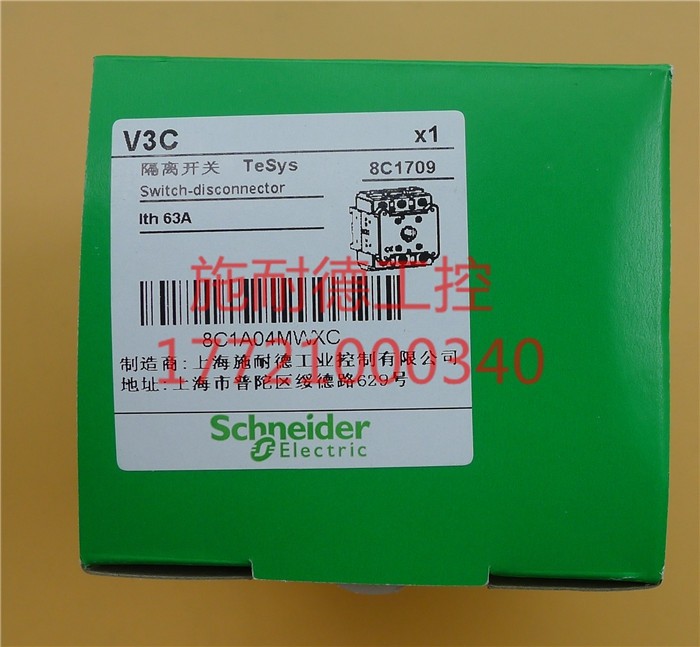 V3C x1
隔离开关 TeSys 8C1709
Switch-disconnector
Ith 63A
施耐德工控
8C1A04MWXC
制造商:上海施耐德工业控制有限公司
17721000340
地址:上海市普陀区绥德路629号
Schneider
Electric